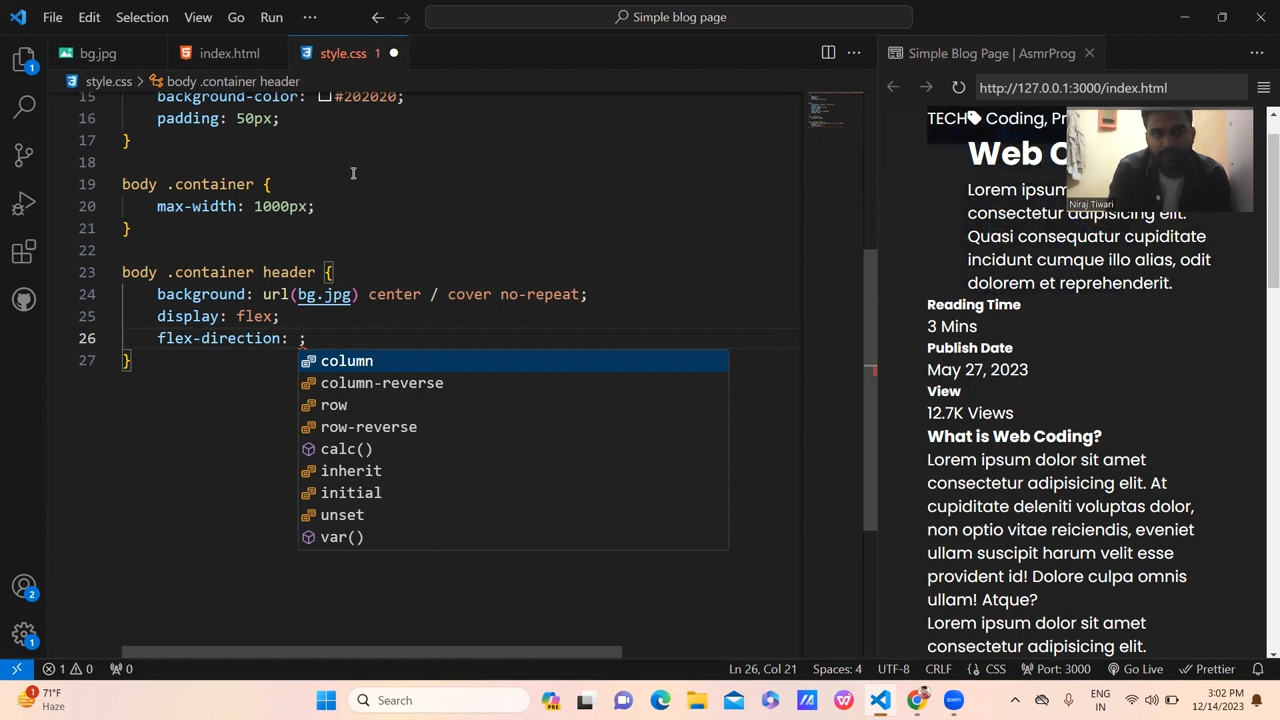 File Edit Selection View Go Run ··· Simple blog page
bg.jpg index.html style.css 1 Simple Blog Page | AsmrProg
style.css > body .container header http://127.0.0.1:3000/index.html
15 background-color: #202020;
16 padding: 50px;
17 }
18
19 body .container {
20 max-width: 1000px;
21 }
22
23 body .container header {
24 background: url(bg.jpg) center / cover no-repeat;
25 display: flex;
26 flex-direction: ;
27 }
column
column-reverse
row
row-reverse
calc()
inherit
initial
unset
var()
TECH Coding, Pr
Web C
Lorem ipsum
consectetur adipisicing elit.
Quasi consequatur cupiditate
incidunt cumque illo alias, odit
dolorem et reprehenderit.
Niraj Tiwari
Reading Time
3 Mins
Publish Date
May 27, 2023
View
12.7K Views
What is Web Coding?
Lorem ipsum dolor sit amet
consectetur adipisicing elit. At
cupiditate deleniti voluptas dolor,
non optio vitae reiciendis, eveniet
ullam suscipit harum velit esse
provident id! Dolore culpa omnis
ullam! Atque?
Lorem ipsum dolor sit amet
consectetur adipisicing elit.
1
2
1
1 0 0 Ln 26, Col 21 Spaces: 4 UTF-8 CRLF {} CSS Port: 3000 Go Live Prettier
1 71°F
Haze
Search
PRE
zoom
ENG
IN
3:02 PM
12/14/2023